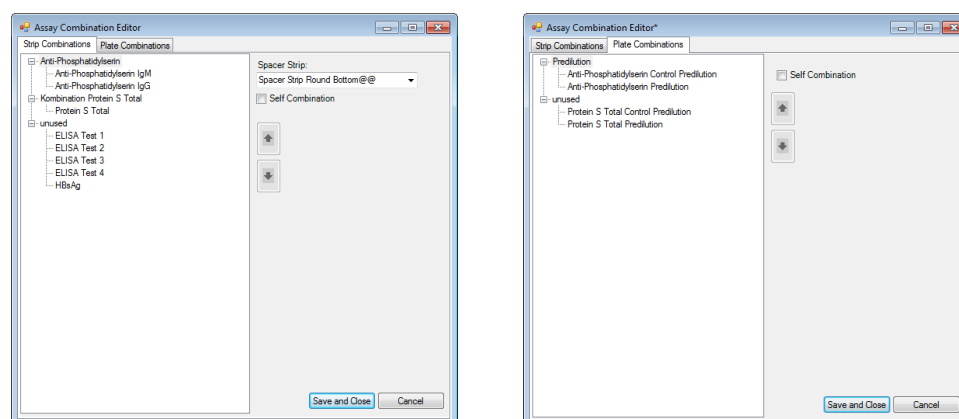 Assay Combination Editor
Strip Combinations Plate Combinations
Anti-Phosphatidylserin
Anti-Phosphatidylserin IgM
Anti-Phosphatidylserin IgG
Kombination Protein S Total
Protein S Total
unused
ELISA Test 1
ELISA Test 2
ELISA Test 3
ELISA Test 4
HBsAg
Spacer Strip:
Spacer Strip Round Bottom@@
Self Combination
Save and Close Cancel
Assay Combination Editor*
Strip Combinations Plate Combinations
Predilution
Anti-Phosphatidylserin Control Predilution
Anti-Phosphatidylserin Predilution
unused
Protein S Total Control Predilution
Protein S Total Predilution
Self Combination
Save and Close Cancel